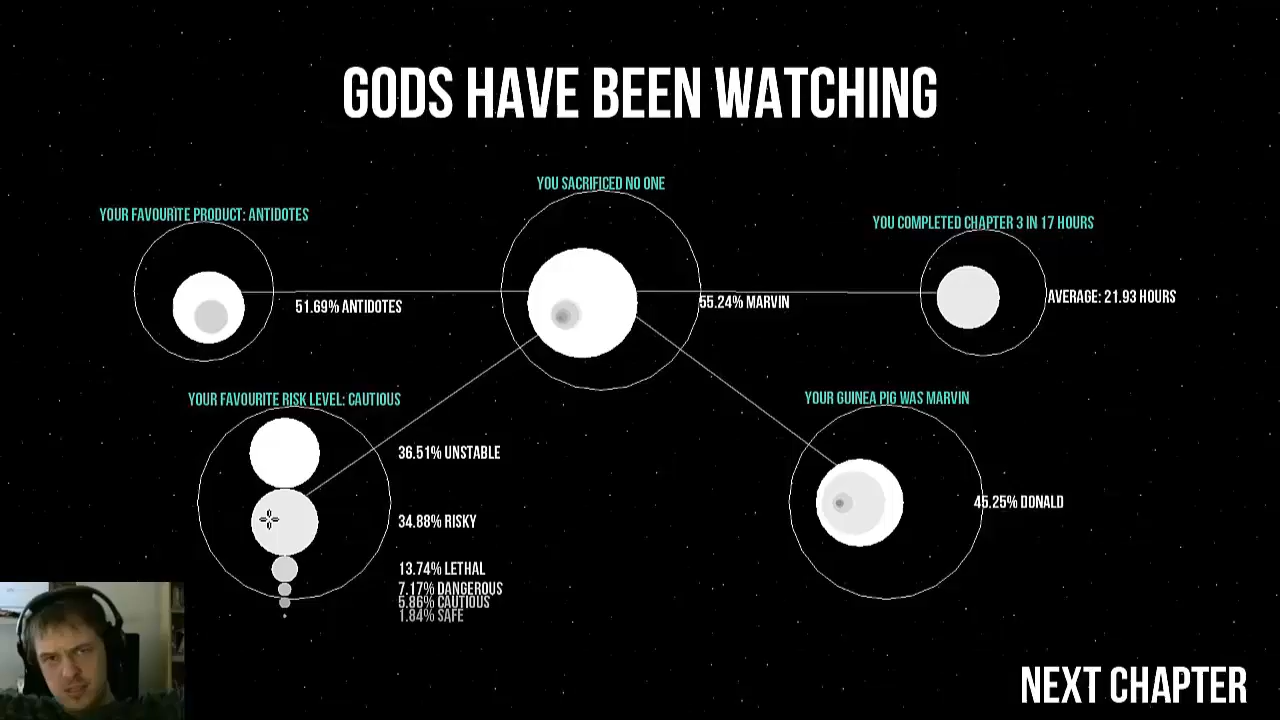 GODS HAVE BEEN WATCHING
YOU SACRIFICED NO ONE
YOUR FAVOURITE PRODUCT: ANTIDOTES
YOU COMPLETED CHAPTER 3 IN 17 HOURS
51.69% ANTIDOTES
55.24% MARVIN
AVERAGE: 21.93 HOURS
YOUR FAVOURITE RISK LEVEL: CAUTIOUS
YOUR GUINEA PIG WAS MARVIN
36.51% UNSTABLE
45.25% DONALD
34.88% RISKY
13.74% LETHAL
7.17% DANGEROUS
5.86% CAUTIOUS
1.84% SAFE
NEXT CHAPTER